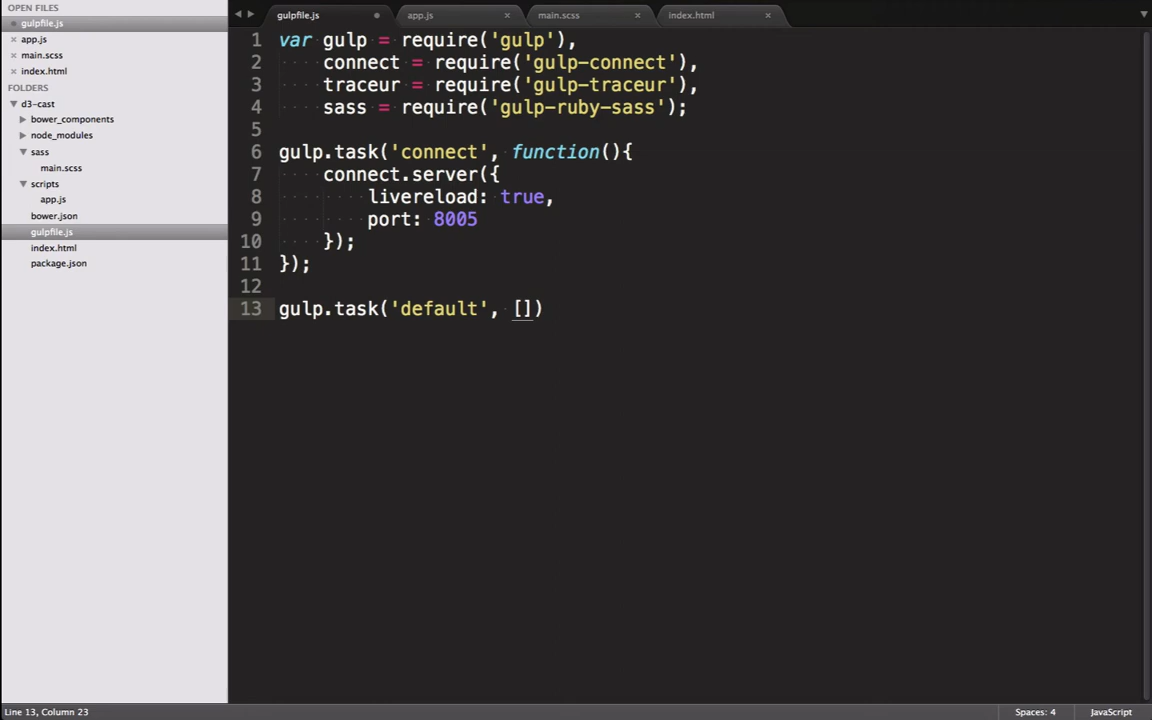 OPEN FILES
gulpfile.js
app.js
main.scss
index.html
FOLDERS
d3-cast
bower_components
node_modules
sass
main.scss
scripts
app.js
bower.json
gulpfile.js
index.html
package.json
gulpfile.js app.js main.scss index.html
1 var gulp = require('gulp'),
2 connect = require('gulp-connect'),
3 traceur = require('gulp-traceur'),
4 sass = require('gulp-ruby-sass');
5
6 gulp.task('connect', function(){
7 connect.server({
8 livereload: true,
9 port: 8005
10 });
11 });
12
13 gulp.task('default', [])
Line 13, Column 23 Spaces: 4 JavaScript